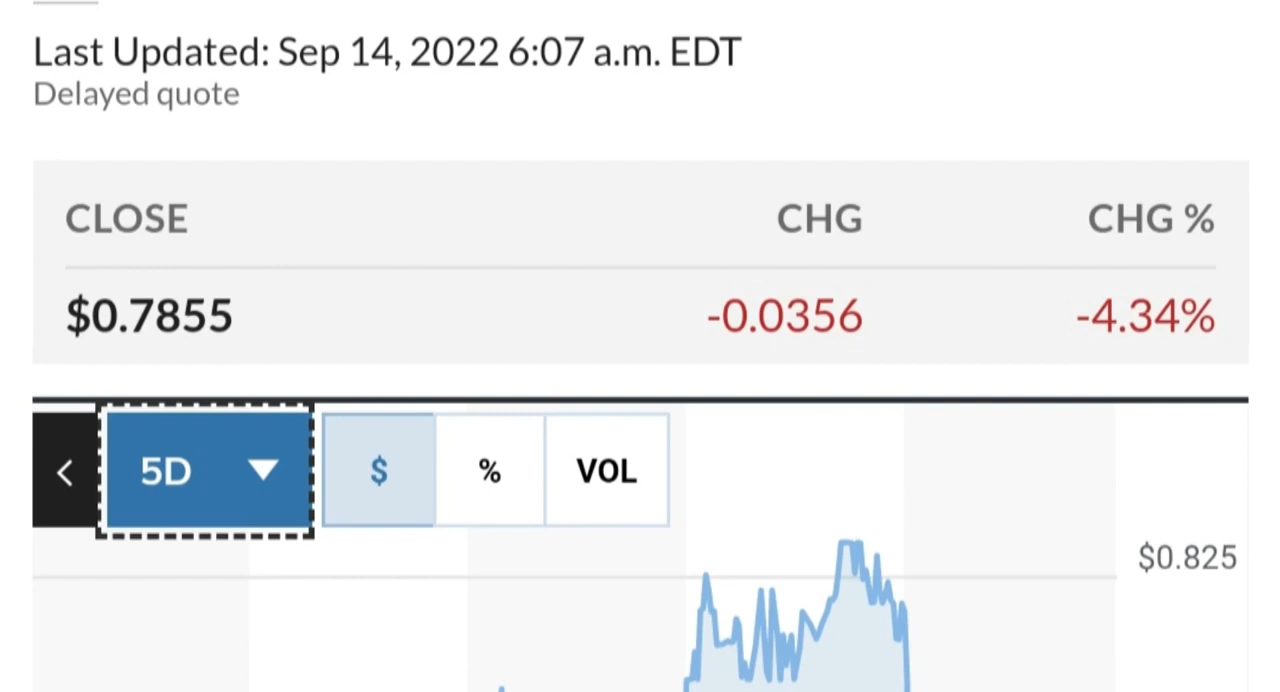 Last Updated: Sep 14, 2022 6:07 a.m. EDT
Delayed quote
CLOSE CHG CHG %
$0.7855 -0.0356 -4.34%
5D $ % VOL
$0.825